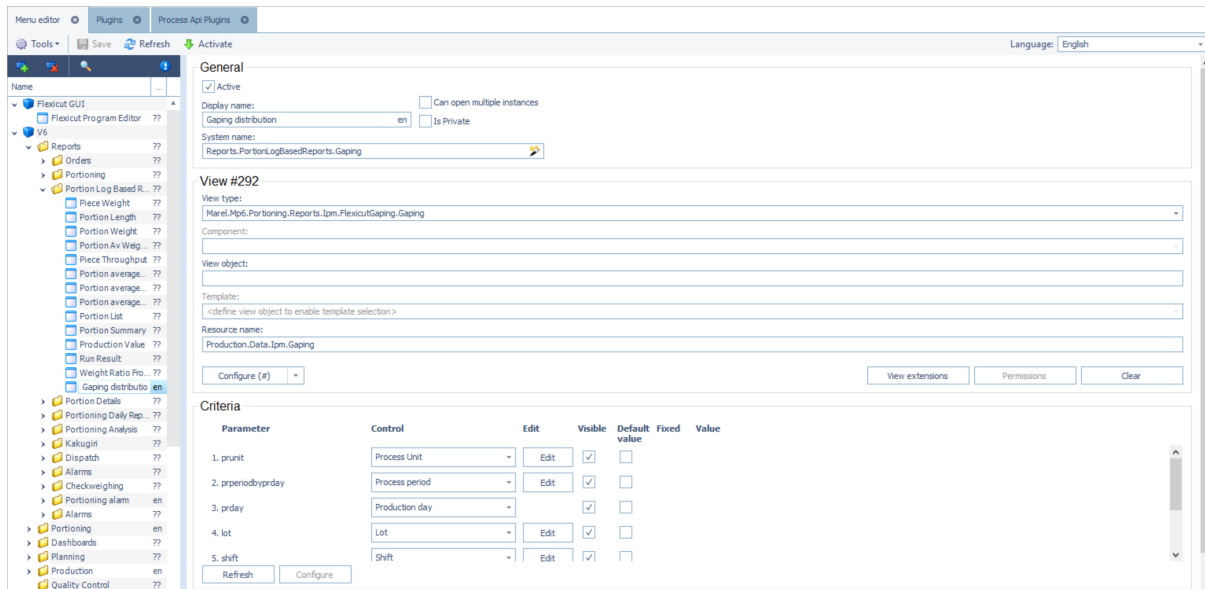 Menu editor Plugins Process Api Plugins
Tools Save Refresh Activate Language: English
Name ...
Flexicut GUI
Flexicut Program Editor ??
V6
Reports ??
Orders ??
Portioning ??
Portion Log Based R... ??
Piece Weight ??
Portion Length ??
Portion Weight ??
Portion Av Weig... ??
Piece Throughput ??
Portion average... ??
Portion average... ??
Portion average... ??
Portion List ??
Portion Summary ??
Production Value ??
Run Result ??
Weight Ratio Fro... ??
Gaping distributio en
Portion Details ??
Portioning Daily Rep... ??
Portioning Analysis ??
Kakugiri ??
Dispatch ??
Alarms ??
Checkweighing ??
Portioning alarm en
Alarms ??
Portioning en
Dashboards ??
Planning ??
Production en
Quality Control ??
General
Active
Display name: Can open multiple instances
Gaping distribution en Is Private
System name:
Reports.PortionLogBasedReports.Gaping
View #292
View type:
Marel.Mp6.Portioning.Reports.Ipm.FlexicutGaping.Gaping
Component:
View object:
Template:
<define view object to enable template selection>
Resource name:
Production.Data.Ipm.Gaping
Configure (#) View extensions Permissions Clear
Criteria
Parameter Control Edit Visible Default value Fixed Value
1. prunit Process Unit Edit
2. prperiodbyprday Process period Edit
3. prday Production day
4. lot Lot Edit
5. shift Shift Edit
Refresh Configure